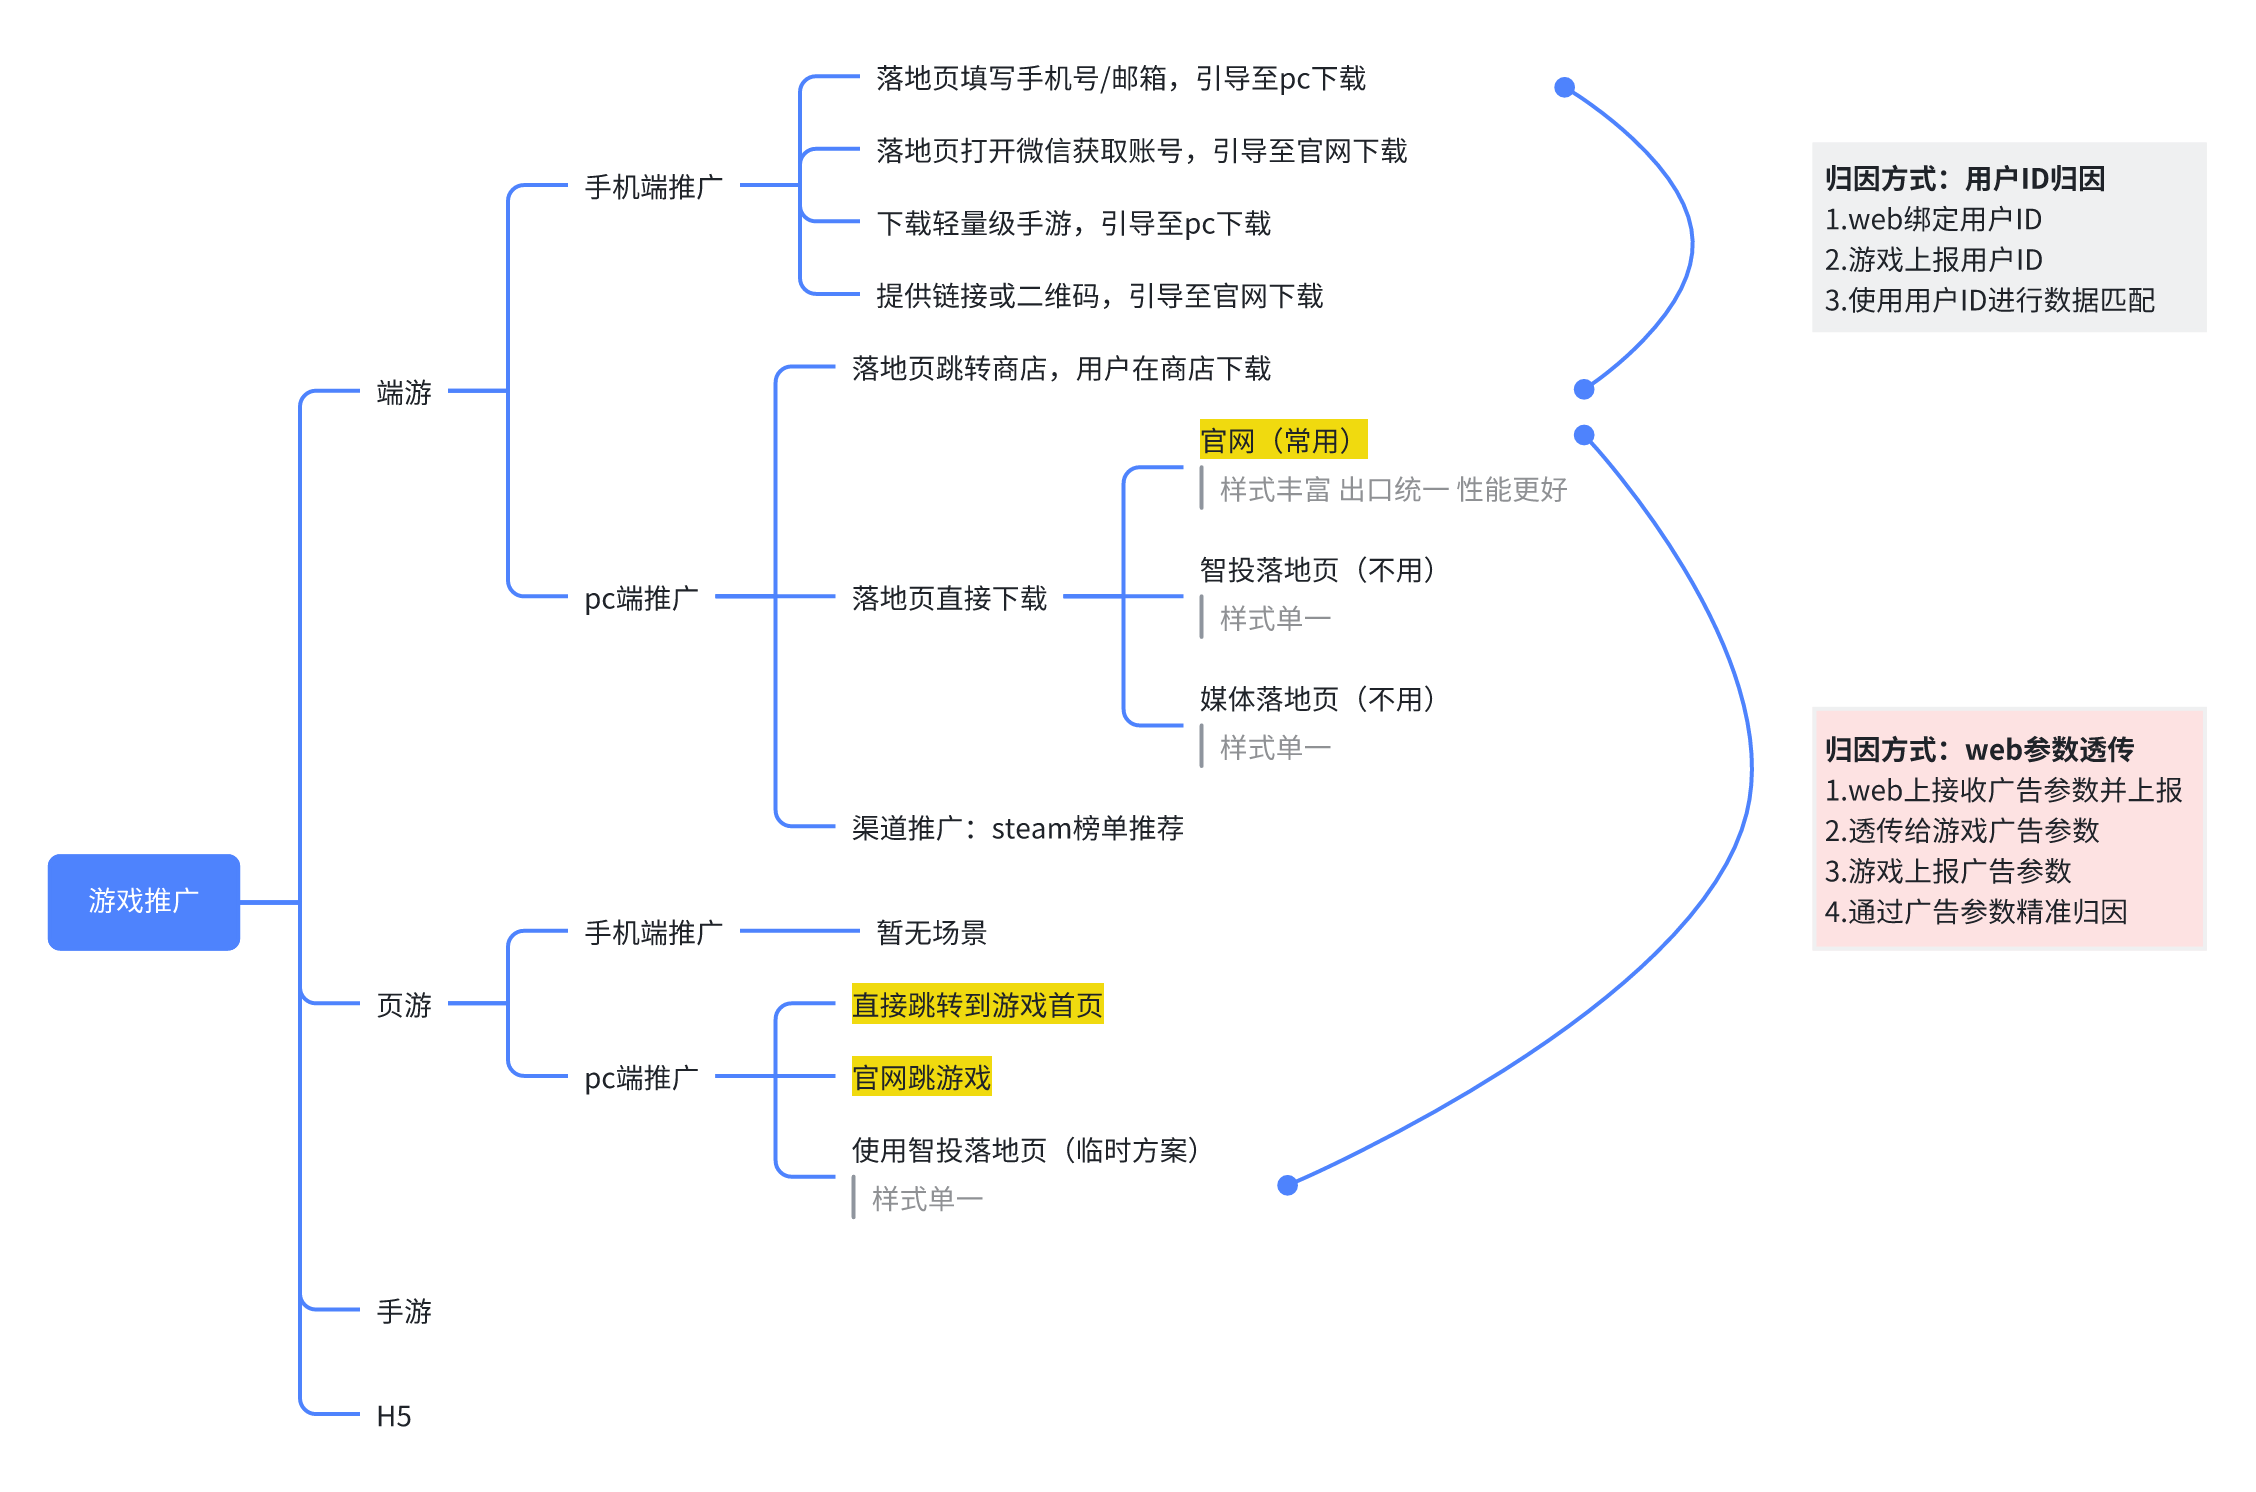 落地页填写手机号/邮箱，引导至pc下载
落地页打开微信获取账号，引导至官网下载
手机端推广
下载轻量级手游，引导至pc下载
提供链接或二维码，引导至官网下载
端游
落地页跳转商店，用户在商店下载
官网（常用）
样式丰富 出口统一 性能更好
智投落地页（不用）
pc端推广
落地页直接下载
样式单一
媒体落地页（不用）
样式单一
渠道推广：steam榜单推荐
游戏推广
手机端推广
暂无场景
页游
直接跳转到游戏首页
pc端推广
官网跳游戏
使用智投落地页（临时方案）
样式单一
手游
H5
归因方式：用户ID归因
1.web绑定用户ID
2.游戏上报用户ID
3.使用用户ID进行数据匹配
归因方式：web参数透传
1.web上接收广告参数并上报
2.透传给游戏广告参数
3.游戏上报广告参数
4.通过广告参数精准归因